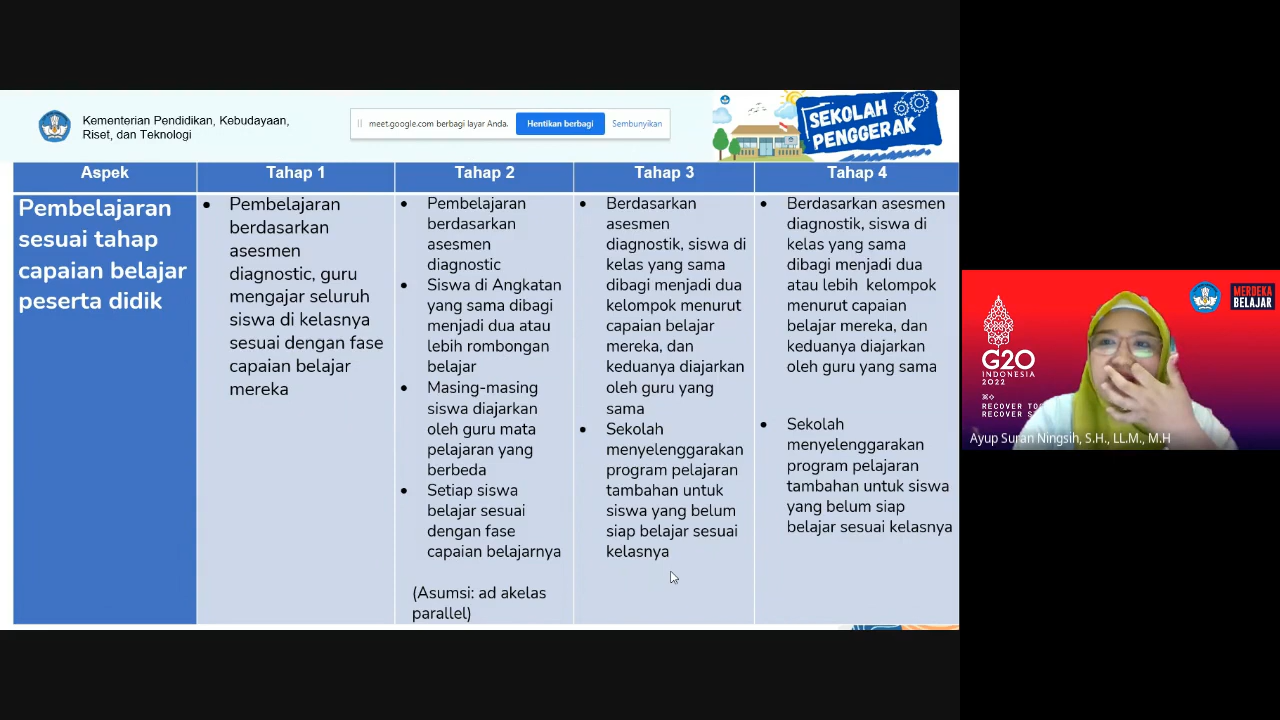 Kementerian Pendidikan, Kebudayaan,
Riset, dan Teknologi
meet.google.com berbagi layar Anda.
Hentikan berbagi
Sembunyikan
SEKOLAH
PENGGERAK
Aspek
Tahap 1
Tahap 2
Tahap 3
Tahap 4
Pembelajaran
sesuai tahap
capaian belajar
peserta didik
• Pembelajaran
berdasarkan
asesmen
diagnostic, guru
mengajar seluruh
siswa di kelasnya
sesuai dengan fase
capaian belajar
mereka
• Pembelajaran
berdasarkan
asesmen
diagnostic
• Siswa di Angkatan
yang sama dibagi
menjadi dua atau
lebih rombongan
belajar
• Masing-masing
siswa diajarkan
oleh guru mata
pelajaran yang
berbeda
• Setiap siswa
belajar sesuai
dengan fase
capaian belajarnya
(Asumsi: ad akelas
parallel)
• Berdasarkan
asesmen
diagnostik, siswa di
kelas yang sama
dibagi menjadi dua
kelompok menurut
capaian belajar
mereka, dan
keduanya diajarkan
oleh guru yang
sama
• Sekolah
menyelenggarakan
program pelajaran
tambahan untuk
siswa yang belum
siap belajar sesuai
kelasnya
• Berdasarkan asesmen
diagnostik, siswa di
kelas yang sama
dibagi menjadi dua
atau lebih kelompok
menurut capaian
belajar mereka, dan
keduanya diajarkan
oleh guru yang sama
• Sekolah
menyelenggarakan
program pelajaran
tambahan untuk siswa
yang belum siap
belajar sesuai kelasnya
MERDEKA
BELAJAR
G20
INDONESIA
2022
RECOVER TO
RECOVER S
Ayup Suran Ningsih, S.H., LL.M., M.H